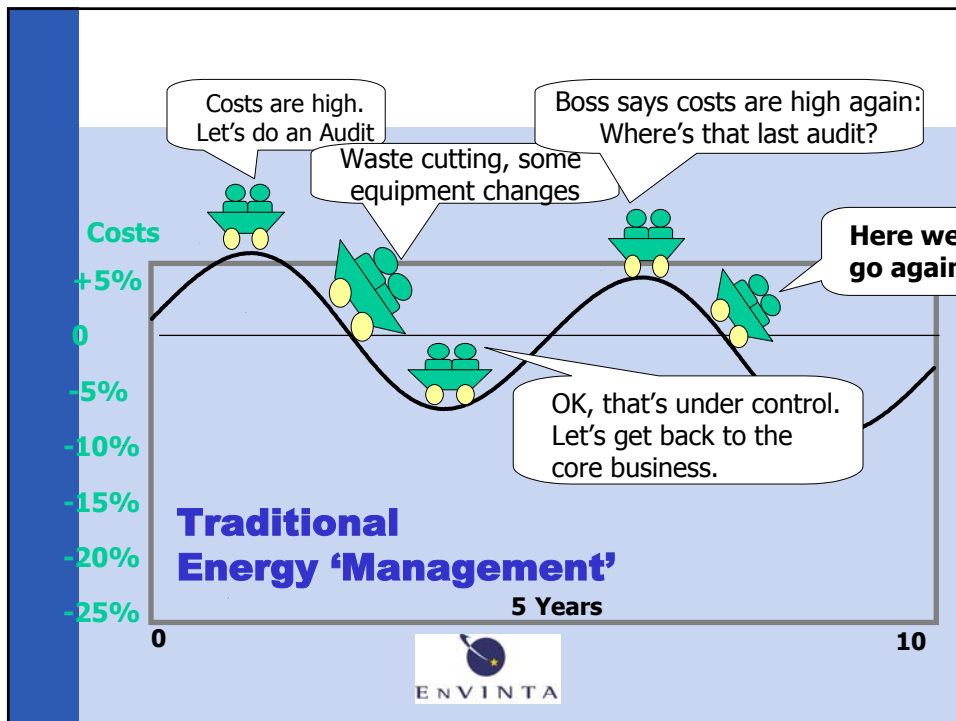 Costs are high.
Let's do an Audit
Boss says costs are high again:
Where's that last audit?
Waste cutting, some
equipment changes
Here we
go again
OK, that's under control.
Let's get back to the
core business.
Costs
+5%
0
-5%
-10%
-15%
-20%
-25%
Traditional
Energy ‘Management’
5 Years
0
10
ENVINTA